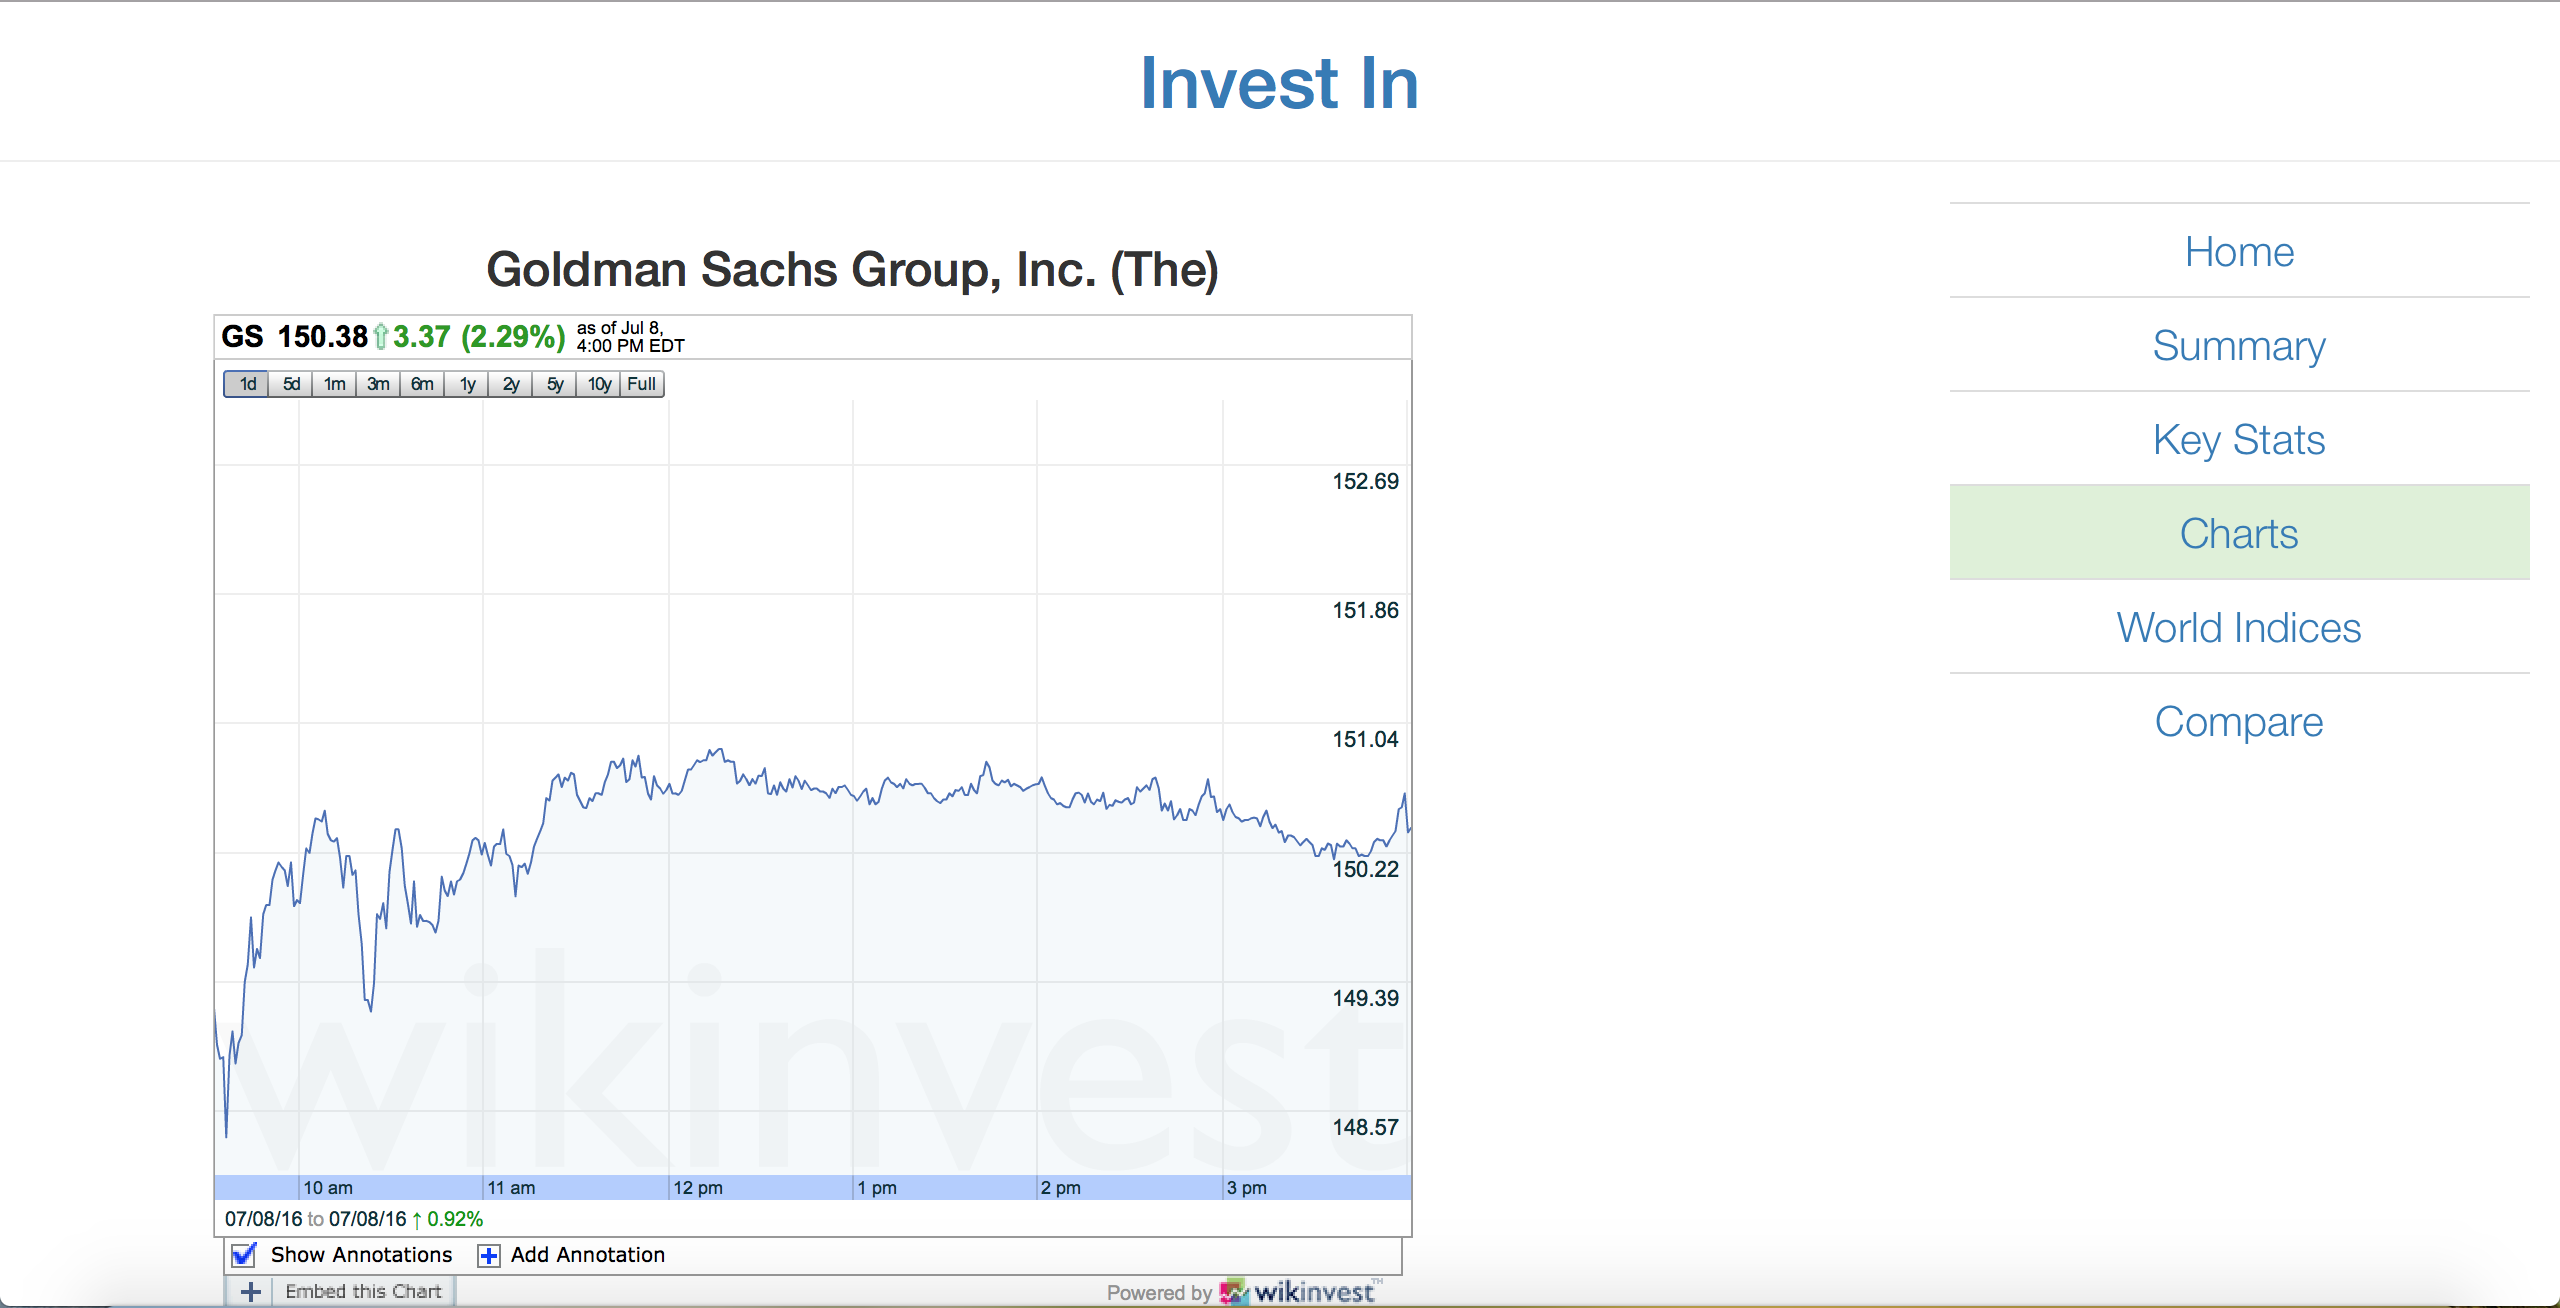 Invest In
Goldman Sachs Group, Inc. (The)
GS 150.38 ⇧ 3.37 (2.29%) as of Jul 8,
4:00 PM EDT
1d 5d 1m 3m 6m 1y 2y 5y 10y Full
152.69
151.86
151.04
150.22
149.39
148.57
wikinvest
10 am 11 am 12 pm 1 pm 2 pm 3 pm
07/08/16 to 07/08/16 ↑ 0.92%
Show Annotations + Add Annotation
+ Embed this Chart
Powered by wikinvest™
Home
Summary
Key Stats
Charts
World Indices
Compare